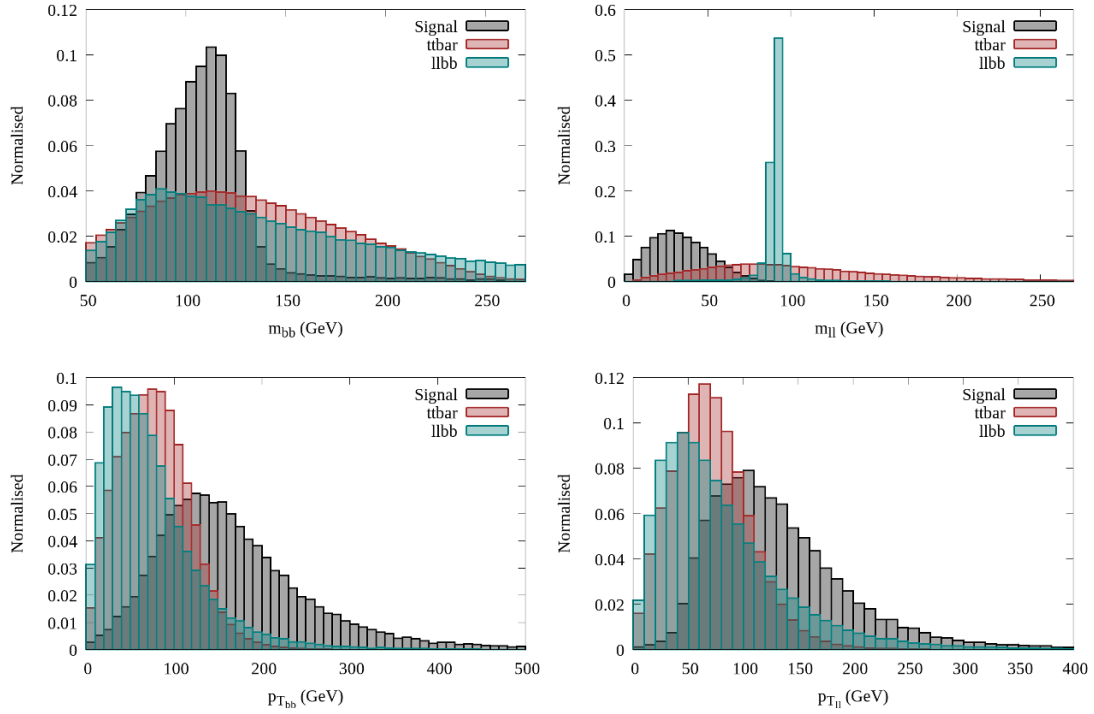 0.12
0.1
0.08
0.06
0.04
0.02
0
Normalised
50 100 150 200 250
m_bb (GeV)
Signal
ttbar
llbb
0.6
0.5
0.4
0.3
0.2
0.1
0
Normalised
0 50 100 150 200 250
m_ll (GeV)
Signal
ttbar
llbb
0.1
0.09
0.08
0.07
0.06
0.05
0.04
0.03
0.02
0.01
0
Normalised
0 100 200 300 400 500
p_T_bb (GeV)
Signal
ttbar
llbb
0.12
0.1
0.08
0.06
0.04
0.02
0
Normalised
0 50 100 150 200 250 300 350 400
p_T_ll (GeV)
Signal
ttbar
llbb